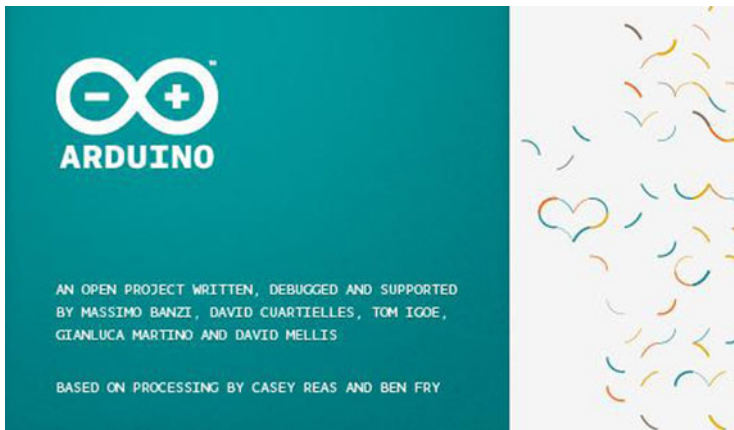 ARDUINO
AN OPEN PROJECT WRITTEN, DEBUGGED AND SUPPORTED
BY MASSIMO BANZI, DAVID CUARTIELLES, TOM IGOE,
GIANLUCA MARTINO AND DAVID MELLIS
BASED ON PROCESSING BY CASEY REAS AND BEN FRY